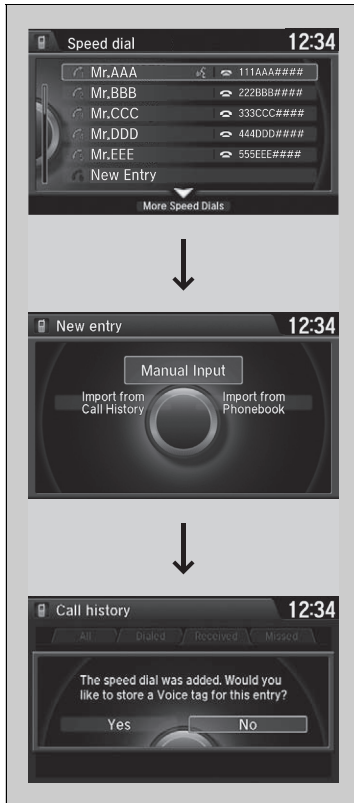 Speed dial 12:34
Mr.AAA 111AAA####
Mr.BBB 222BBB####
Mr.CCC 333CCC####
Mr.DDD 444DDD####
Mr.EEE 555EEE####
New Entry
More Speed Dials
New entry 12:34
Manual Input
Import from Call History
Import from Phonebook
Call history 12:34
All Dialed Received Missed
The speed dial was added. Would you
like to store a Voice tag for this entry?
Yes No